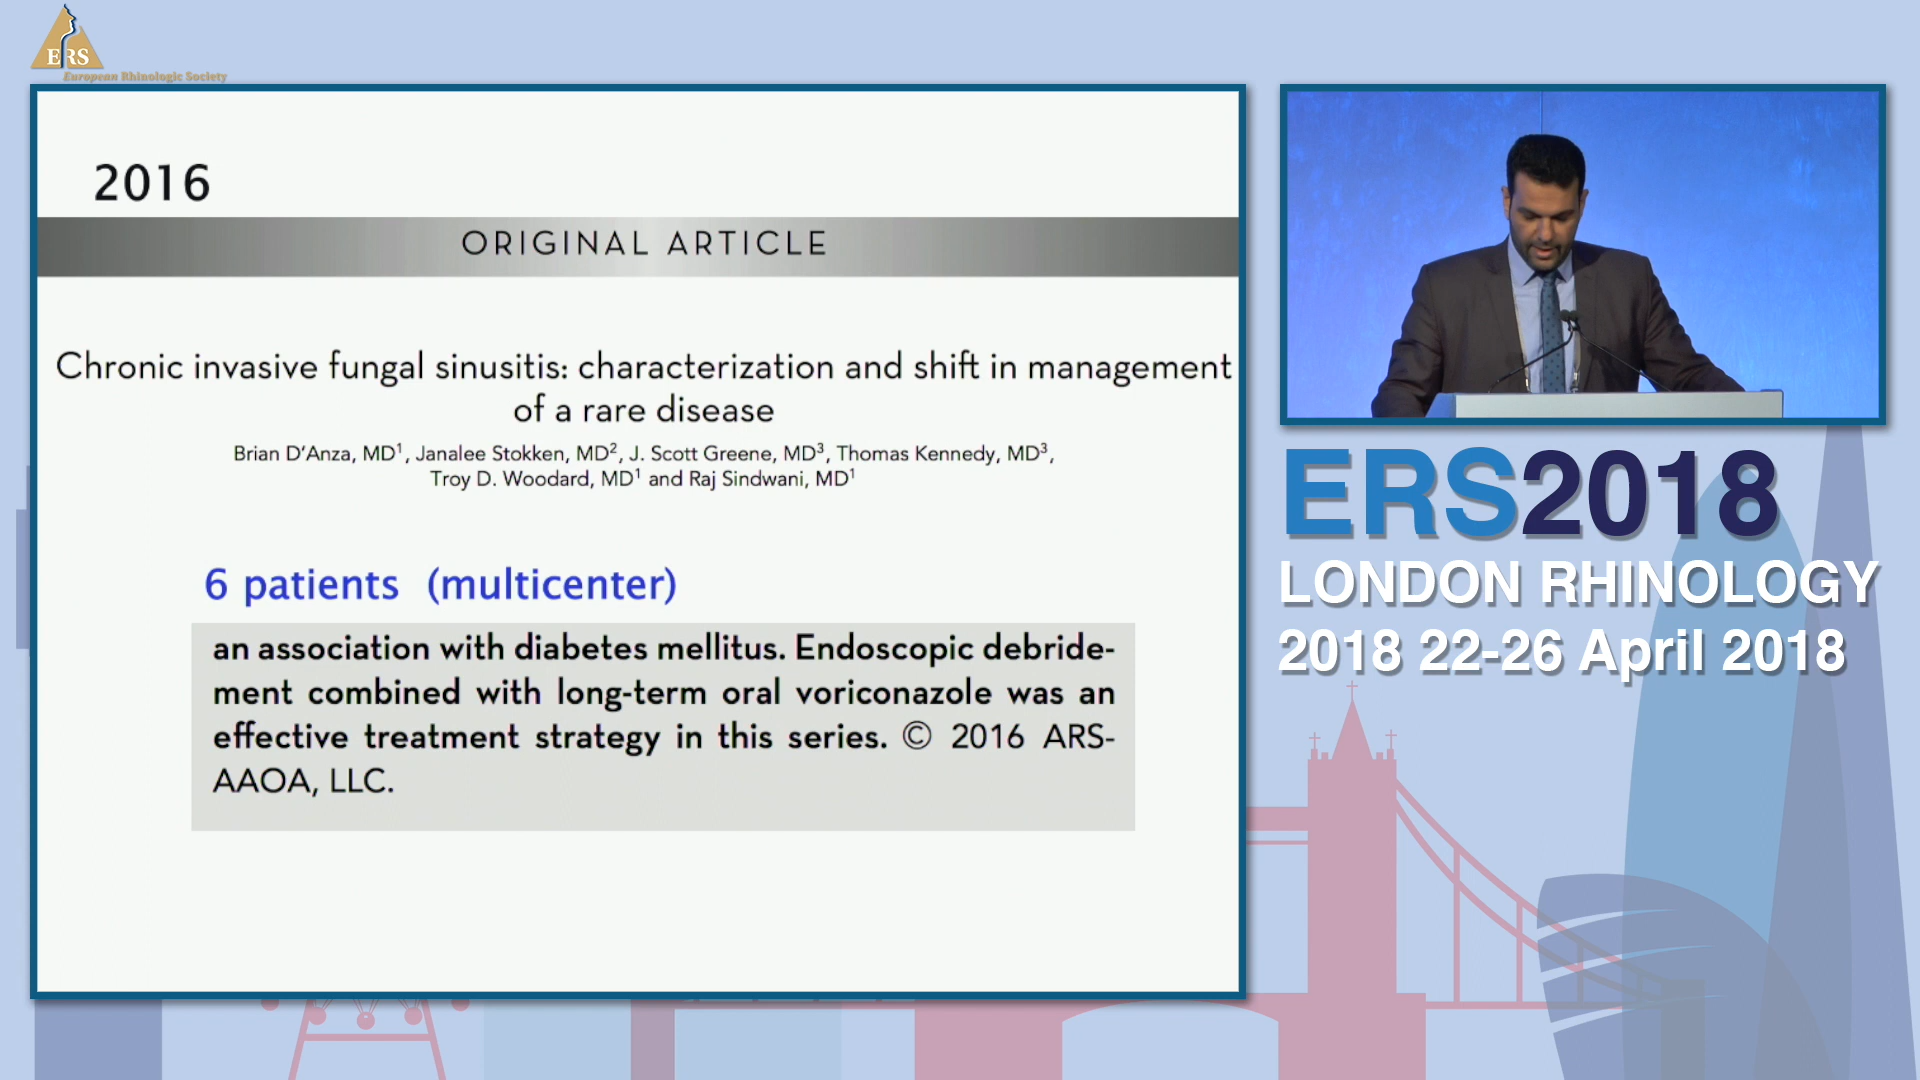 ERS
European Rhinologic Society
2016
ORIGINAL ARTICLE
Chronic invasive fungal sinusitis: characterization and shift in management
of a rare disease
Brian D'Anza, MD1, Janalee Stokken, MD2, J. Scott Greene, MD3, Thomas Kennedy, MD3,
Troy D. Woodard, MD1 and Raj Sindwani, MD1
6 patients (multicenter)
an association with diabetes mellitus. Endoscopic debride-
ment combined with long-term oral voriconazole was an
effective treatment strategy in this series. © 2016 ARS-
AAOA, LLC.
ERS2018
LONDON RHINOLOGY
2018 22-26 April 2018